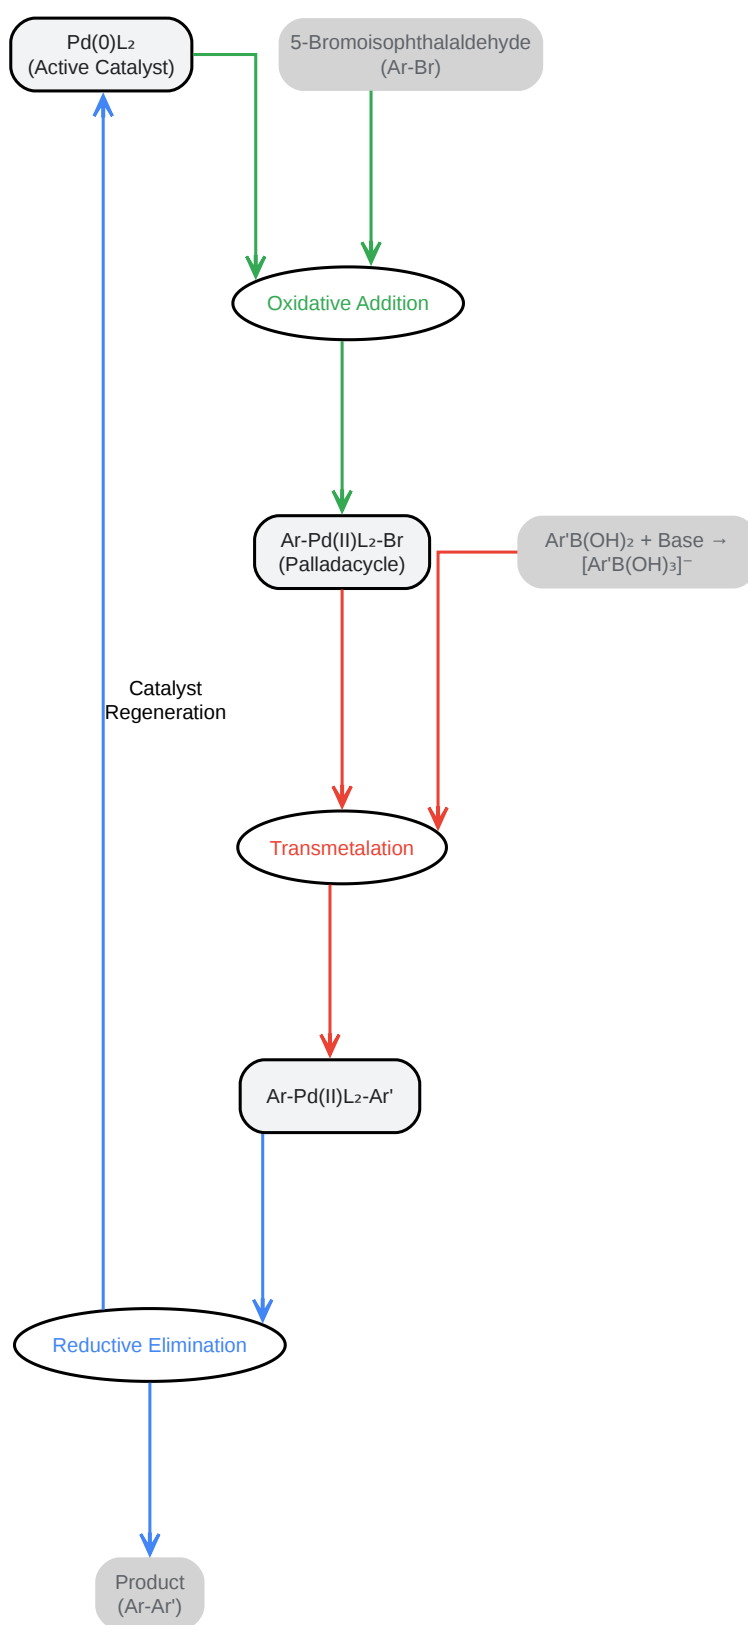 Pd(0)L₂
(Active Catalyst)
5-Bromoisophthalaldehyde
(Ar-Br)
Oxidative Addition
Ar-Pd(II)L₂-Br
(Palladacycle)
Ar'B(OH)₂ + Base →
[Ar'B(OH)₃]⁻
Catalyst
Regeneration
Transmetalation
Ar-Pd(II)L₂-Ar'
Reductive Elimination
Product
(Ar-Ar')